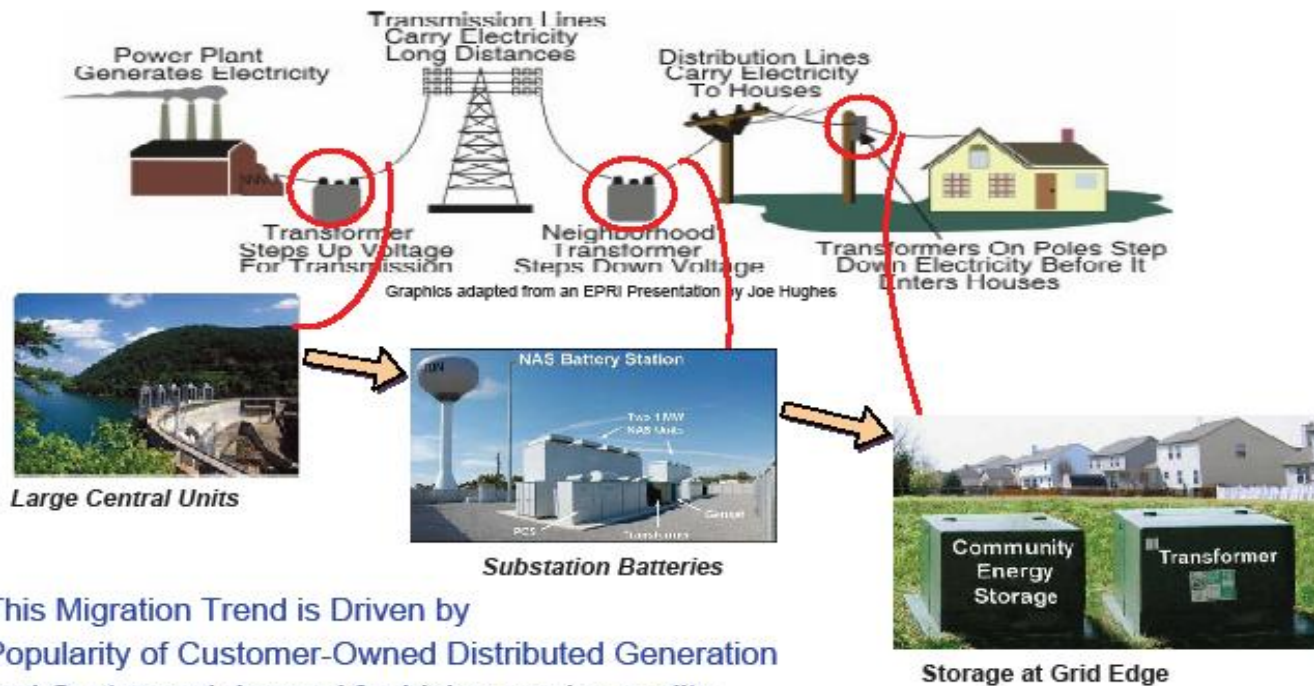 Transmission Lines
Carry Electricity
Long Distances
Power Plant
Generates Electricity
Distribution Lines
Carry Electricity
To Houses
Transformer
Steps Up Voltage
For Transmission
Neighborhood
Transformer
Steps Down Voltage
Transformers On Poles Step
Down Electricity Before It
Enters Houses
Graphics adapted from an EPRI Presentation by Joe Hughes
Large Central Units
NAS Battery Station
Two 1 MW
NAS Units
PCS
Transformer
Substation Batteries
Community
Energy
Storage
Transformer
Storage at Grid Edge
This Migration Trend is Driven by
Popularity of Customer-Owned Distributed Generation